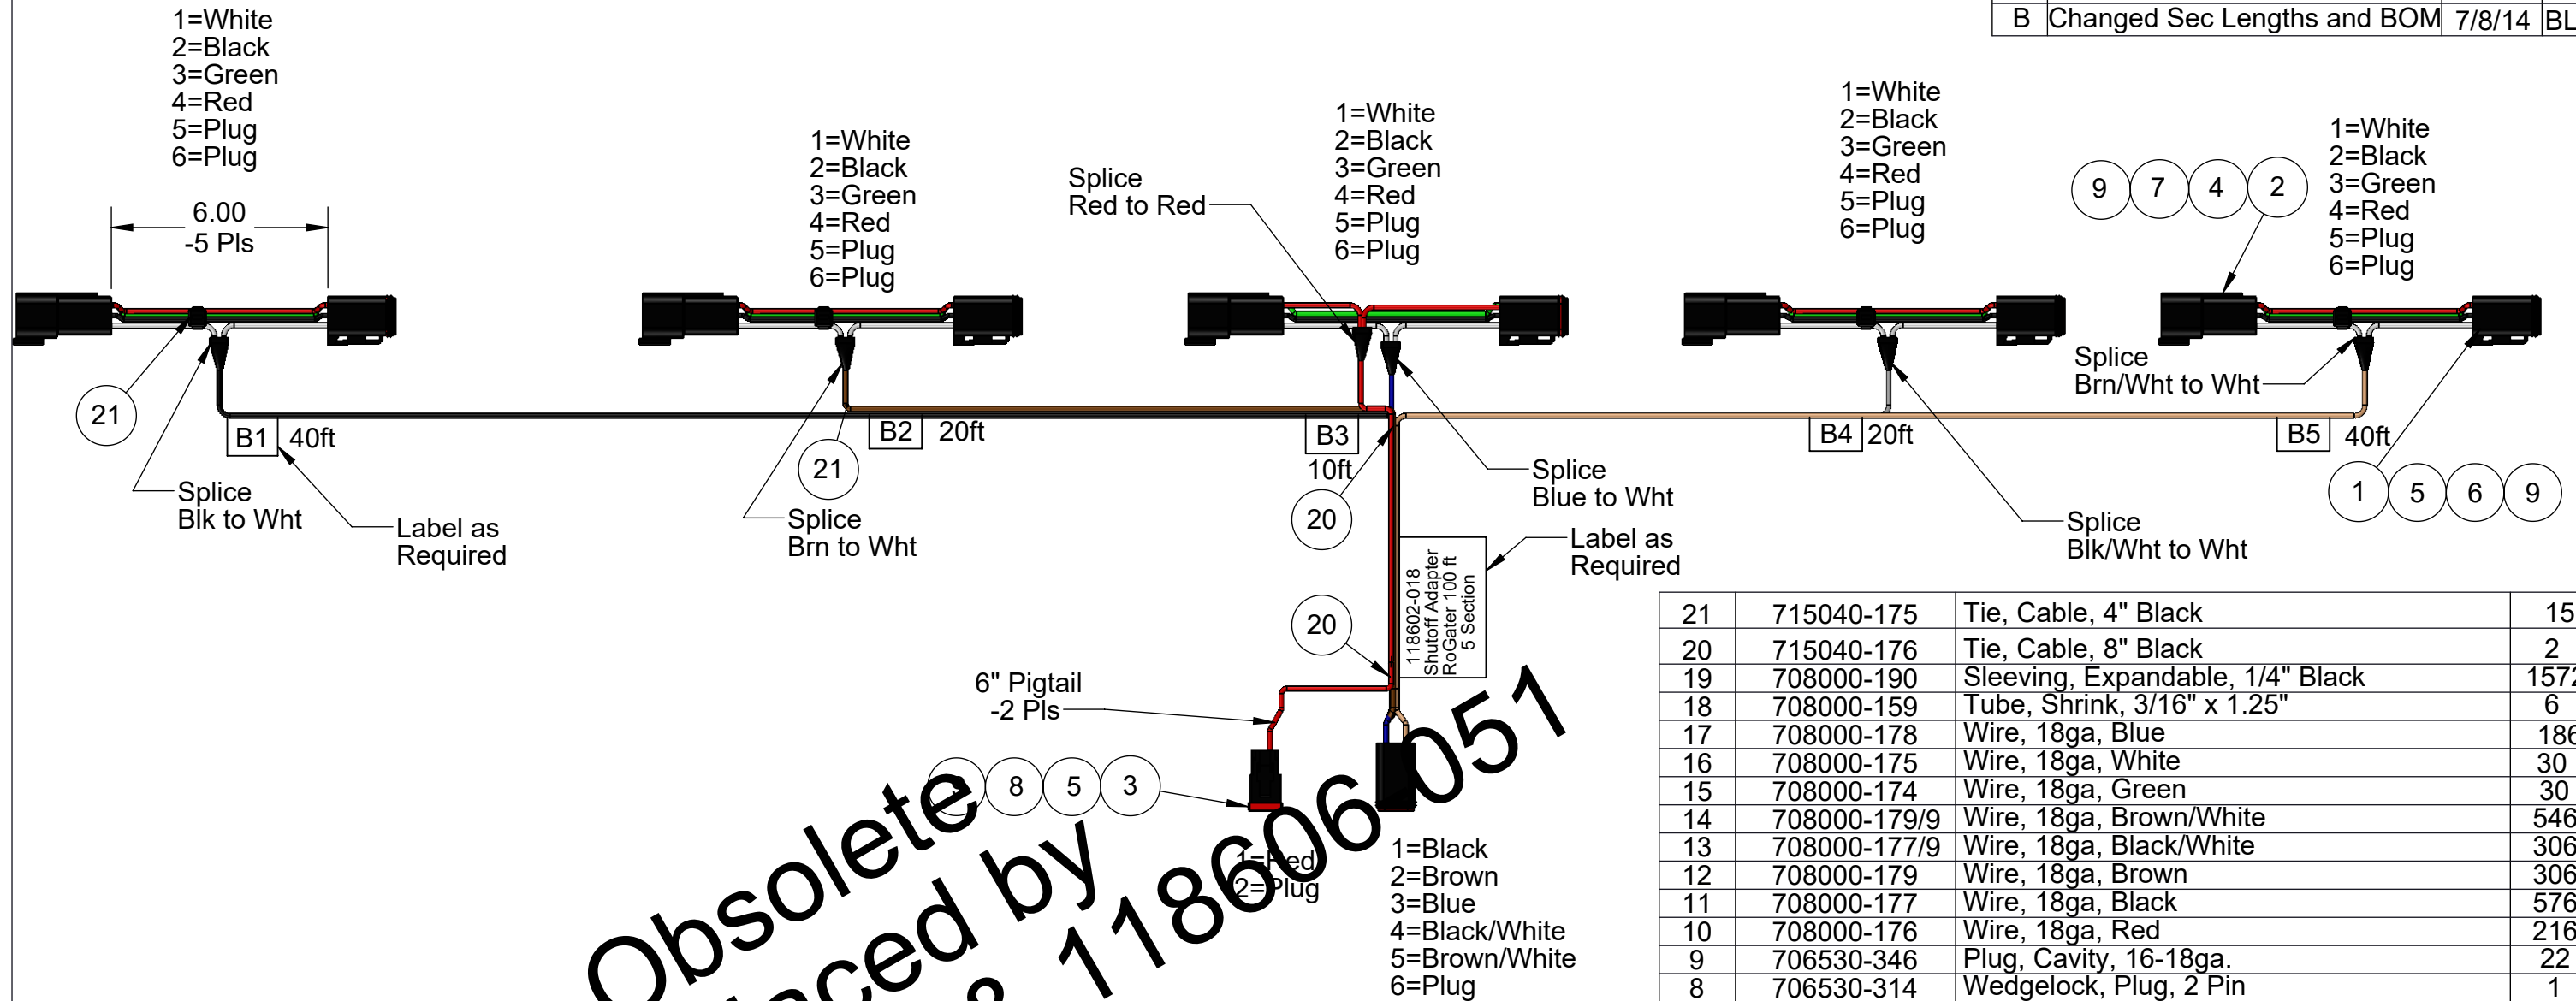 B Changed Sec Lengths and BOM 7/8/14 BL
1=White
2=Black
3=Green
4=Red
5=Plug
6=Plug
6.00
-5 Pls
1=White
2=Black
3=Green
4=Red
5=Plug
6=Plug
Splice
Red to Red
1=White
2=Black
3=Green
4=Red
5=Plug
6=Plug
1=White
2=Black
3=Green
4=Red
5=Plug
6=Plug
9 7 4 2
1=White
2=Black
3=Green
4=Red
5=Plug
6=Plug
21
B1 40ft
Splice
Blk to Wht
Label as
Required
B2 20ft
21
Splice
Brn to Wht
B3
10ft
20
Splice
Blue to Wht
Label as
Required
B4 20ft
Splice
Blk/Wht to Wht
Splice
Brn/Wht to Wht
B5 40ft
1 5 6 9
118602-018
Shutoff Adapter
RoGater 100 ft
5 Section
20
6" Pigtail
-2 Pls
9 8 5 3
1=Red
2=Plug
1=Black
2=Brown
3=Blue
4=Black/White
5=Brown/White
6=Plug
Obsolete
by
& 118606-051
21 715040-175 Tie, Cable, 4" Black 15
20 715040-176 Tie, Cable, 8" Black 2
19 708000-190 Sleeving, Expandable, 1/4" Black 1572
18 708000-159 Tube, Shrink, 3/16" x 1.25" 6
17 708000-178 Wire, 18ga, Blue 186
16 708000-175 Wire, 18ga, White 30
15 708000-174 Wire, 18ga, Green 30
14 708000-179/9 Wire, 18ga, Brown/White 546
13 708000-177/9 Wire, 18ga, Black/White 306
12 708000-179 Wire, 18ga, Brown 306
11 708000-177 Wire, 18ga, Black 576
10 708000-176 Wire, 18ga, Red 216
9 706530-346 Plug, Cavity, 16-18ga. 22
8 706530-314 Wedgelock, Plug, 2 Pin 1